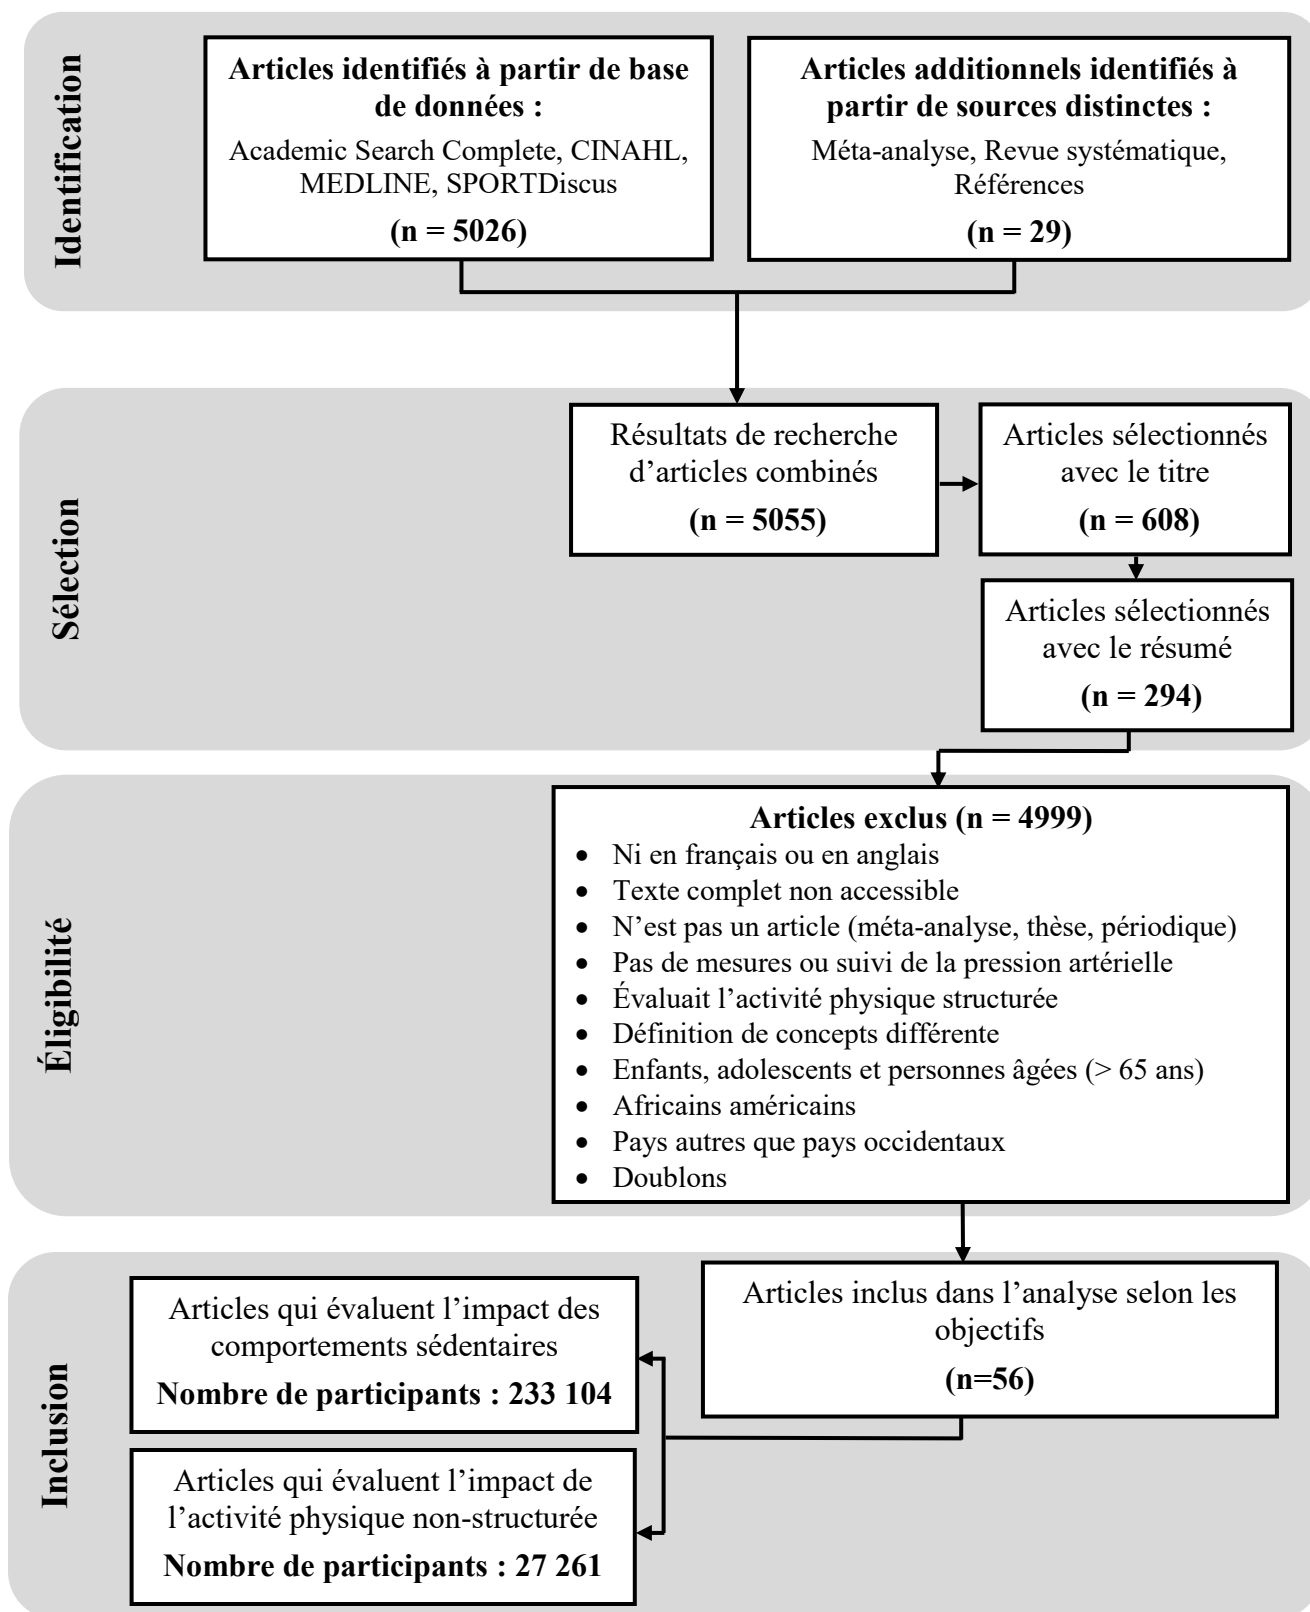 Identification
Articles identifiés à partir de base
de données :
Academic Search Complete, CINAHL,
MEDLINE, SPORTDiscus
(n = 5026)
Articles additionnels identifiés à
partir de sources distinctes :
Méta-analyse, Revue systématique,
Références
(n = 29)
Sélection
Résultats de recherche
d’articles combinés
(n = 5055)
Articles sélectionnés
avec le titre
(n = 608)
Articles sélectionnés
avec le résumé
(n = 294)
Éligibilité
Articles exclus (n = 4999)
• Ni en français ou en anglais
• Texte complet non accessible
• N’est pas un article (méta-analyse, thèse, périodique)
• Pas de mesures ou suivi de la pression artérielle
• Évaluait l’activité physique structurée
• Définition de concepts différente
• Enfants, adolescents et personnes âgées (> 65 ans)
• Africains américains
• Pays autres que pays occidentaux
• Doublons
Inclusion
Articles inclus dans l’analyse selon les
objectifs
(n=56)
Articles qui évaluent l’impact des
comportements sédentaires
Nombre de participants : 233 104
Articles qui évaluent l’impact de
l’activité physique non-structurée
Nombre de participants : 27 261